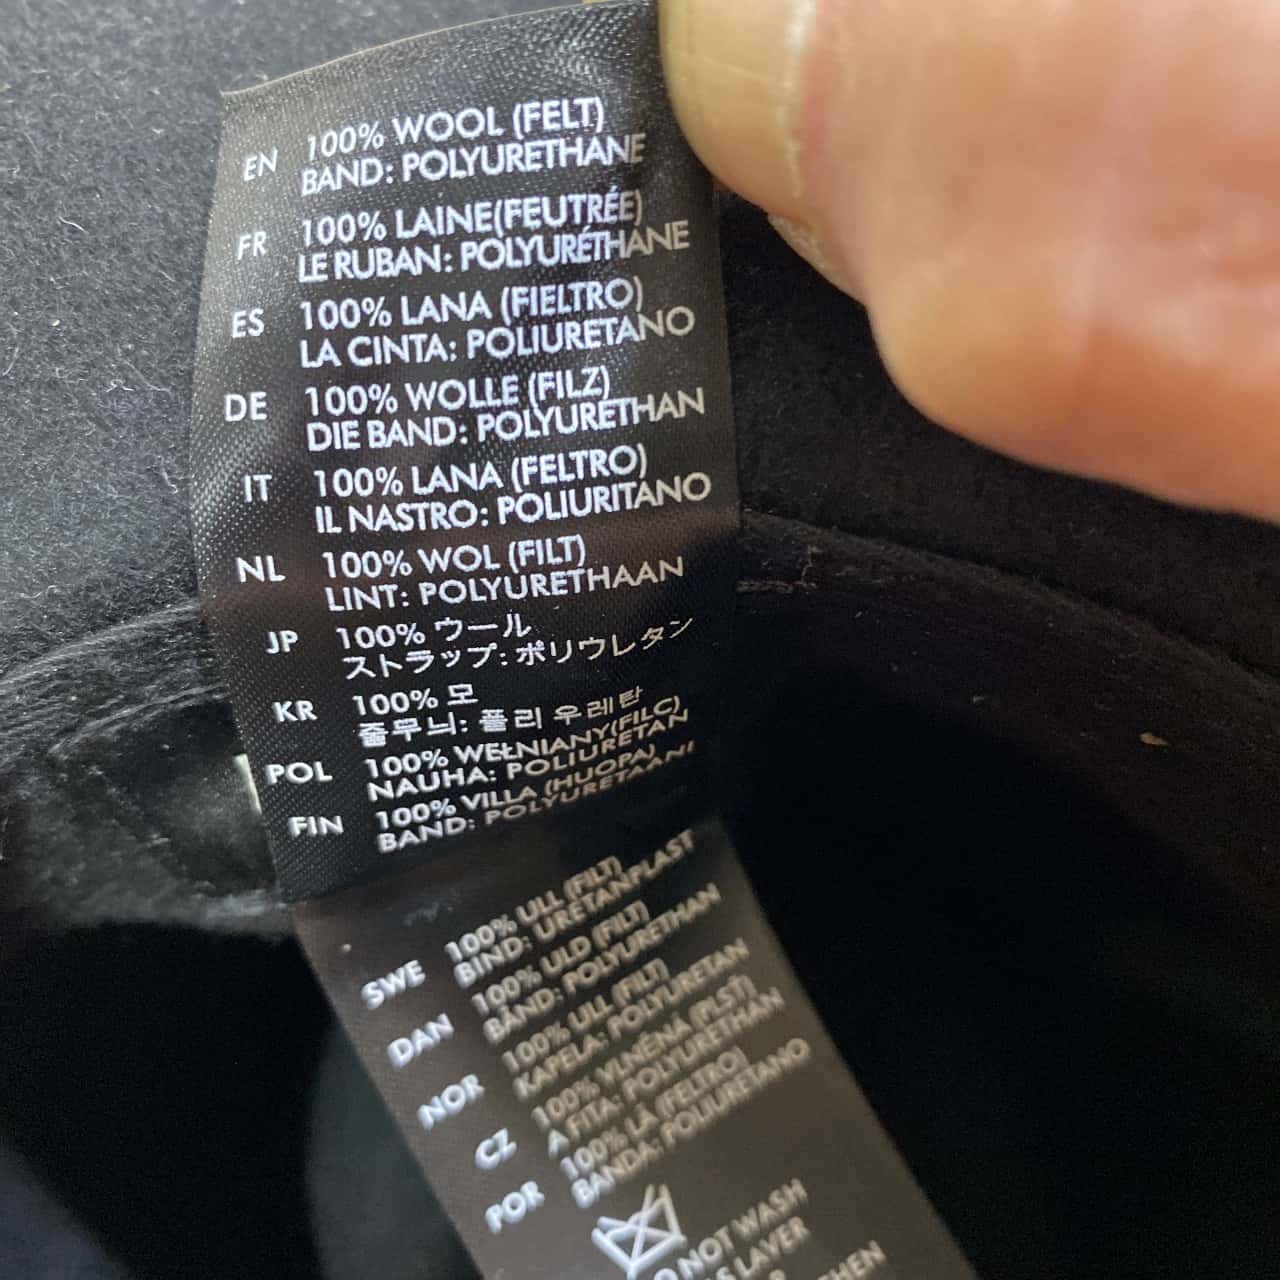 EN 100% WOOL (FELT)
BAND: POLYURETHANE
FR 100% LAINE(FEUTRÉE)
LE RUBAN: POLYURÉTHANE
ES 100% LANA (FIELTRO)
LA CINTA: POLIURETANO
DE 100% WOLLE (FILZ)
DIE BAND: POLYURETHAN
IT 100% LANA (FELTRO)
IL NASTRO: POLIURITANO
NL 100% WOL (FILT)
LINT: POLYURETHAAN
JP 100% ウール
ストラップ: ポリウレタン
KR 100% 모
줄무늬: 폴리 우레탄
POL 100% WEŁNIANY(FILC)
NAUHA: POLIURETAN
FIN 100% VILLA (HUOPA)
BAND: POLYURETAANI
SWE 100% ULL (FILT)
BIND: URETANPLAST
DAN 100% ULD (FILT)
BÅND: POLYURETHAN
NOR 100% ULL (FILT)
KAPELA: POLYURETAN
CZ 100% VLNĚNÁ (PLST)
A FITA: POLYURETHAN
POR 100% LÃ (FELTRO)
BANDA: POLIURETANO
NOT WASH
LAVER